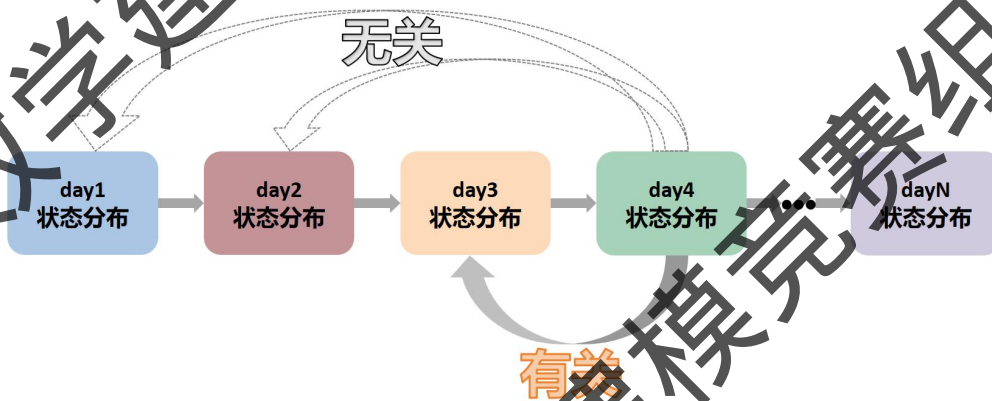 无关
day1
状态分布
day2
状态分布
day3
状态分布
day4
状态分布
•••
dayN
状态分布
有关
学建
模竞赛组